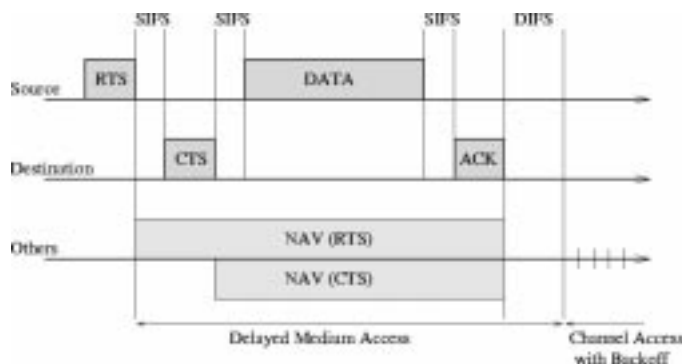 SIFS SIFS SIFS DIFS
RTS DATA
Source
CTS ACK
Destination
NAV (RTS)
Others
NAV (CTS)
Delayed Medium Access Channel Access
with Backoff